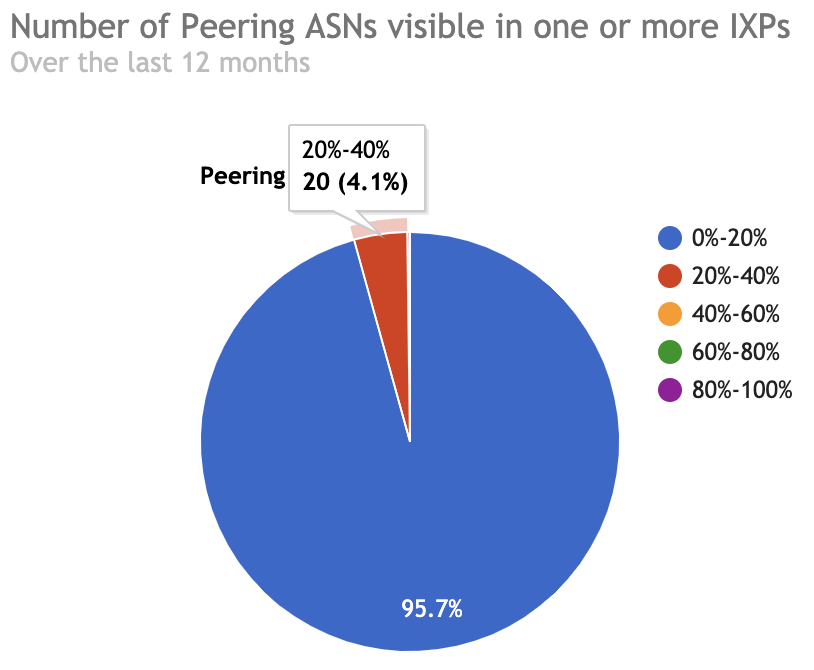 Number of Peering ASNs visible in one or more IXPs
Over the last 12 months
Peering
20%-40%
20 (4.1%)
0%-20%
20%-40%
40%-60%
60%-80%
80%-100%
95.7%